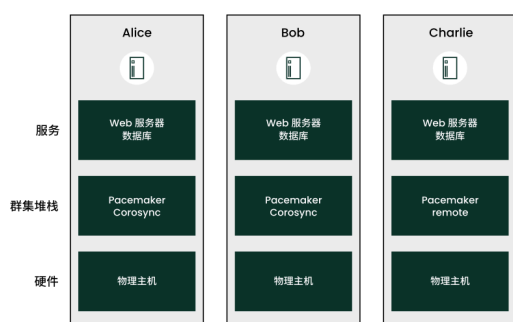 Alice
Bob
Charlie
服务
Web 服务器
数据库
Web 服务器
数据库
Web 服务器
数据库
群集堆栈
Pacemaker
Corosync
Pacemaker
Corosync
Pacemaker
remote
硬件
物理主机
物理主机
物理主机